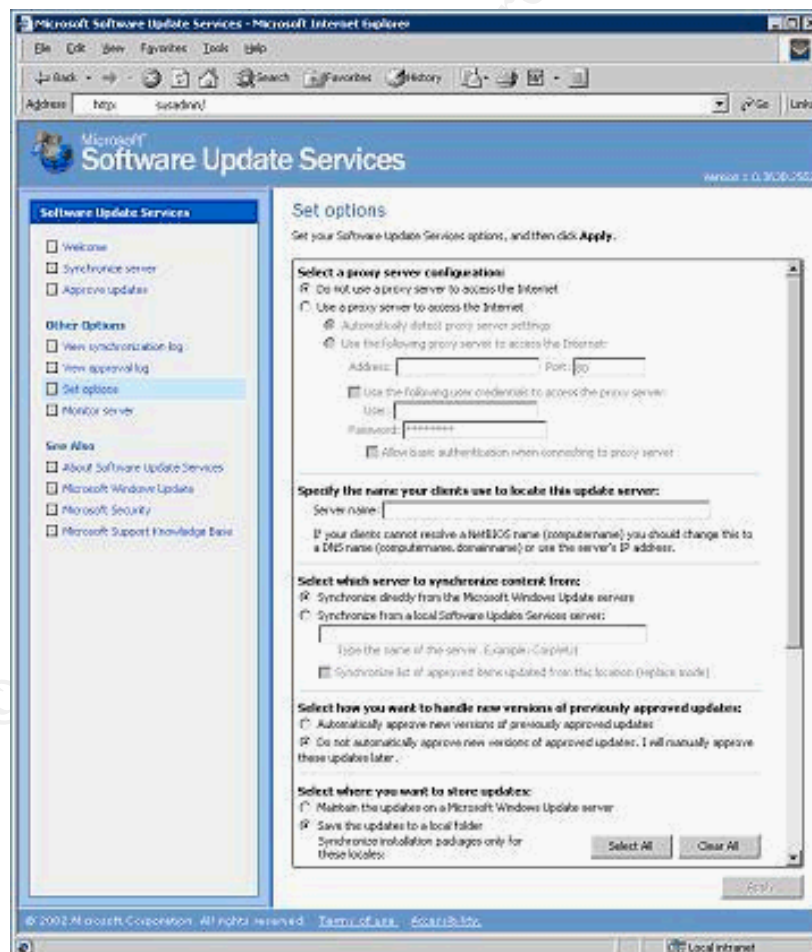 Microsoft Software Update Services - Microsoft Internet Explorer
File Edit View Favorites Tools Help
Back Search Favorites History
Address http: susadmin/ Go Links
Microsoft
Software Update Services
Software Update Services
Welcome
Synchronize server
Approve updates
Other Options
View synchronization log
View approval log
Set options
Monitor server
See Also
About Software Update Services
Microsoft Windows Update
Microsoft Security
Microsoft Support Knowledge Base
Set options
Set your Software Update Services options, and then click Apply.
Select a proxy server configuration:
Do not use a proxy server to access the Internet
Use a proxy server to access the Internet
Automatically detect proxy server settings
Use the following proxy server to access the Internet:
Address: Port: 80
Use the following user credentials to access the proxy server:
User:
Password: ********
Allow basic authentication when connecting to proxy server
Specify the name your clients use to locate this update server:
Server name:
If your clients cannot resolve a NetBIOS name (computername) you should change this to
a DNS name (computername.domainname) or use the server's IP address.
Select which server to synchronize content from:
Synchronize directly from the Microsoft Windows Update servers
Synchronize from a local Software Update Services server:
Type the name of the server. Example:
Synchronize list of approved items updated from this location (replace mode)
Select how you want to handle new versions of previously approved updates:
Automatically approve new versions of previously approved updates
Do not automatically approve new versions of approved updates. I will manually approve
these updates later.
Select where you want to store updates:
Maintain the updates on a Microsoft Windows Update server
Save the updates to a local folder
Synchronize installation packages only for
these locales:
Select All Clear All
Apply
© 2002 Microsoft Corporation. All rights reserved. Terms of use. Accessibility.
Local intranet